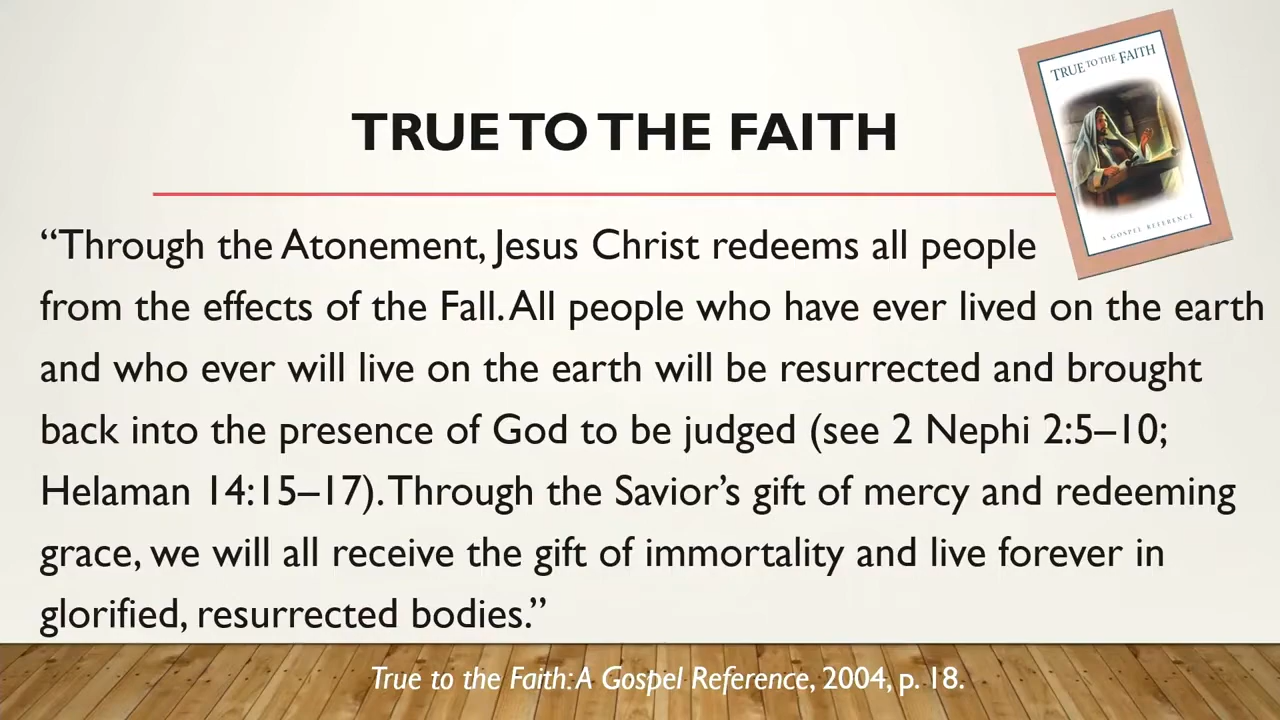 TRUE TO THE FAITH
TRUE TO THE FAITH
A GOSPEL REFERENCE
“Through the Atonement, Jesus Christ redeems all people
from the effects of the Fall. All people who have ever lived on the earth
and who ever will live on the earth will be resurrected and brought
back into the presence of God to be judged (see 2 Nephi 2:5–10;
Helaman 14:15–17). Through the Savior’s gift of mercy and redeeming
grace, we will all receive the gift of immortality and live forever in
glorified, resurrected bodies.”
True to the Faith: A Gospel Reference, 2004, p. 18.